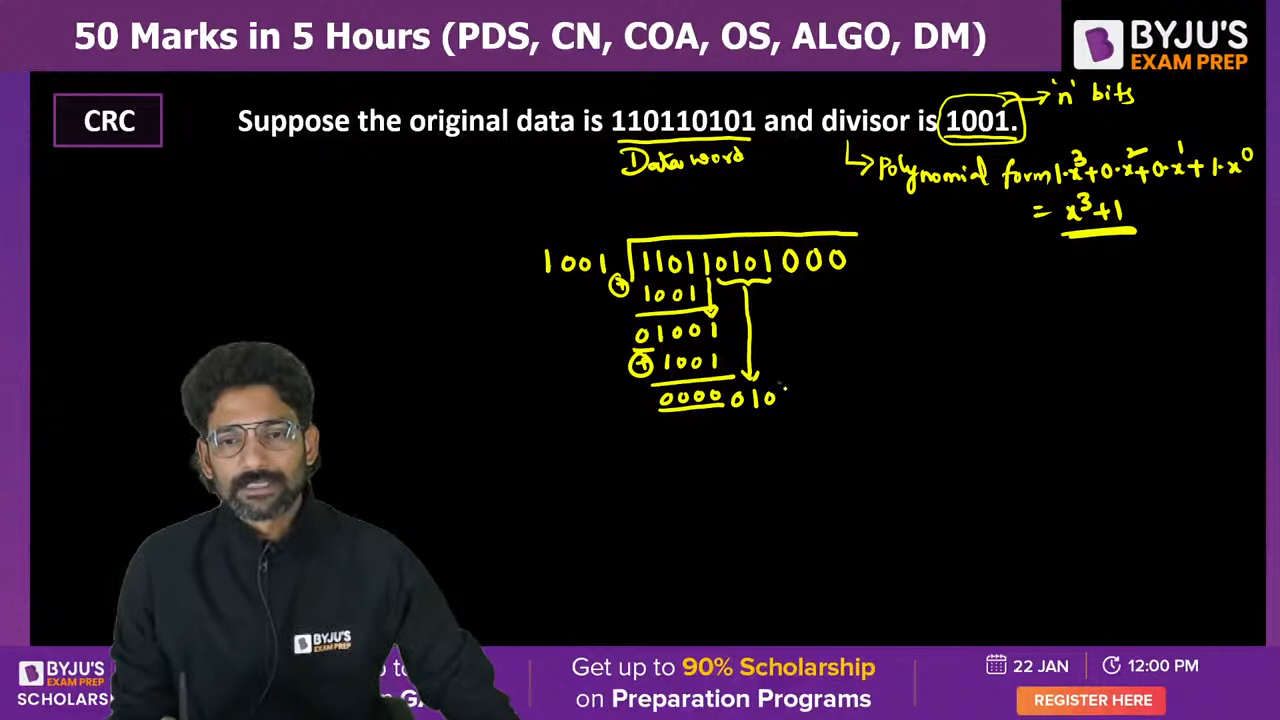 50 Marks in 5 Hours (PDS, CN, COA, OS, ALGO, DM)
BYJU'S
EXAM PREP
CRC
Suppose the original data is 110110101 and divisor is 1001.
'n' bits
Data word
Polynomial form 1·x³+0·x²+0·x¹+1·x⁰
= x³+1
1001 110110101000
1001
01001
1001
0000010
BYJU'S
EXAM PREP
BYJU'S
EXAM PREP
SCHOLARS
Get up to 90% Scholarship
on Preparation Programs
22 JAN
12:00 PM
REGISTER HERE